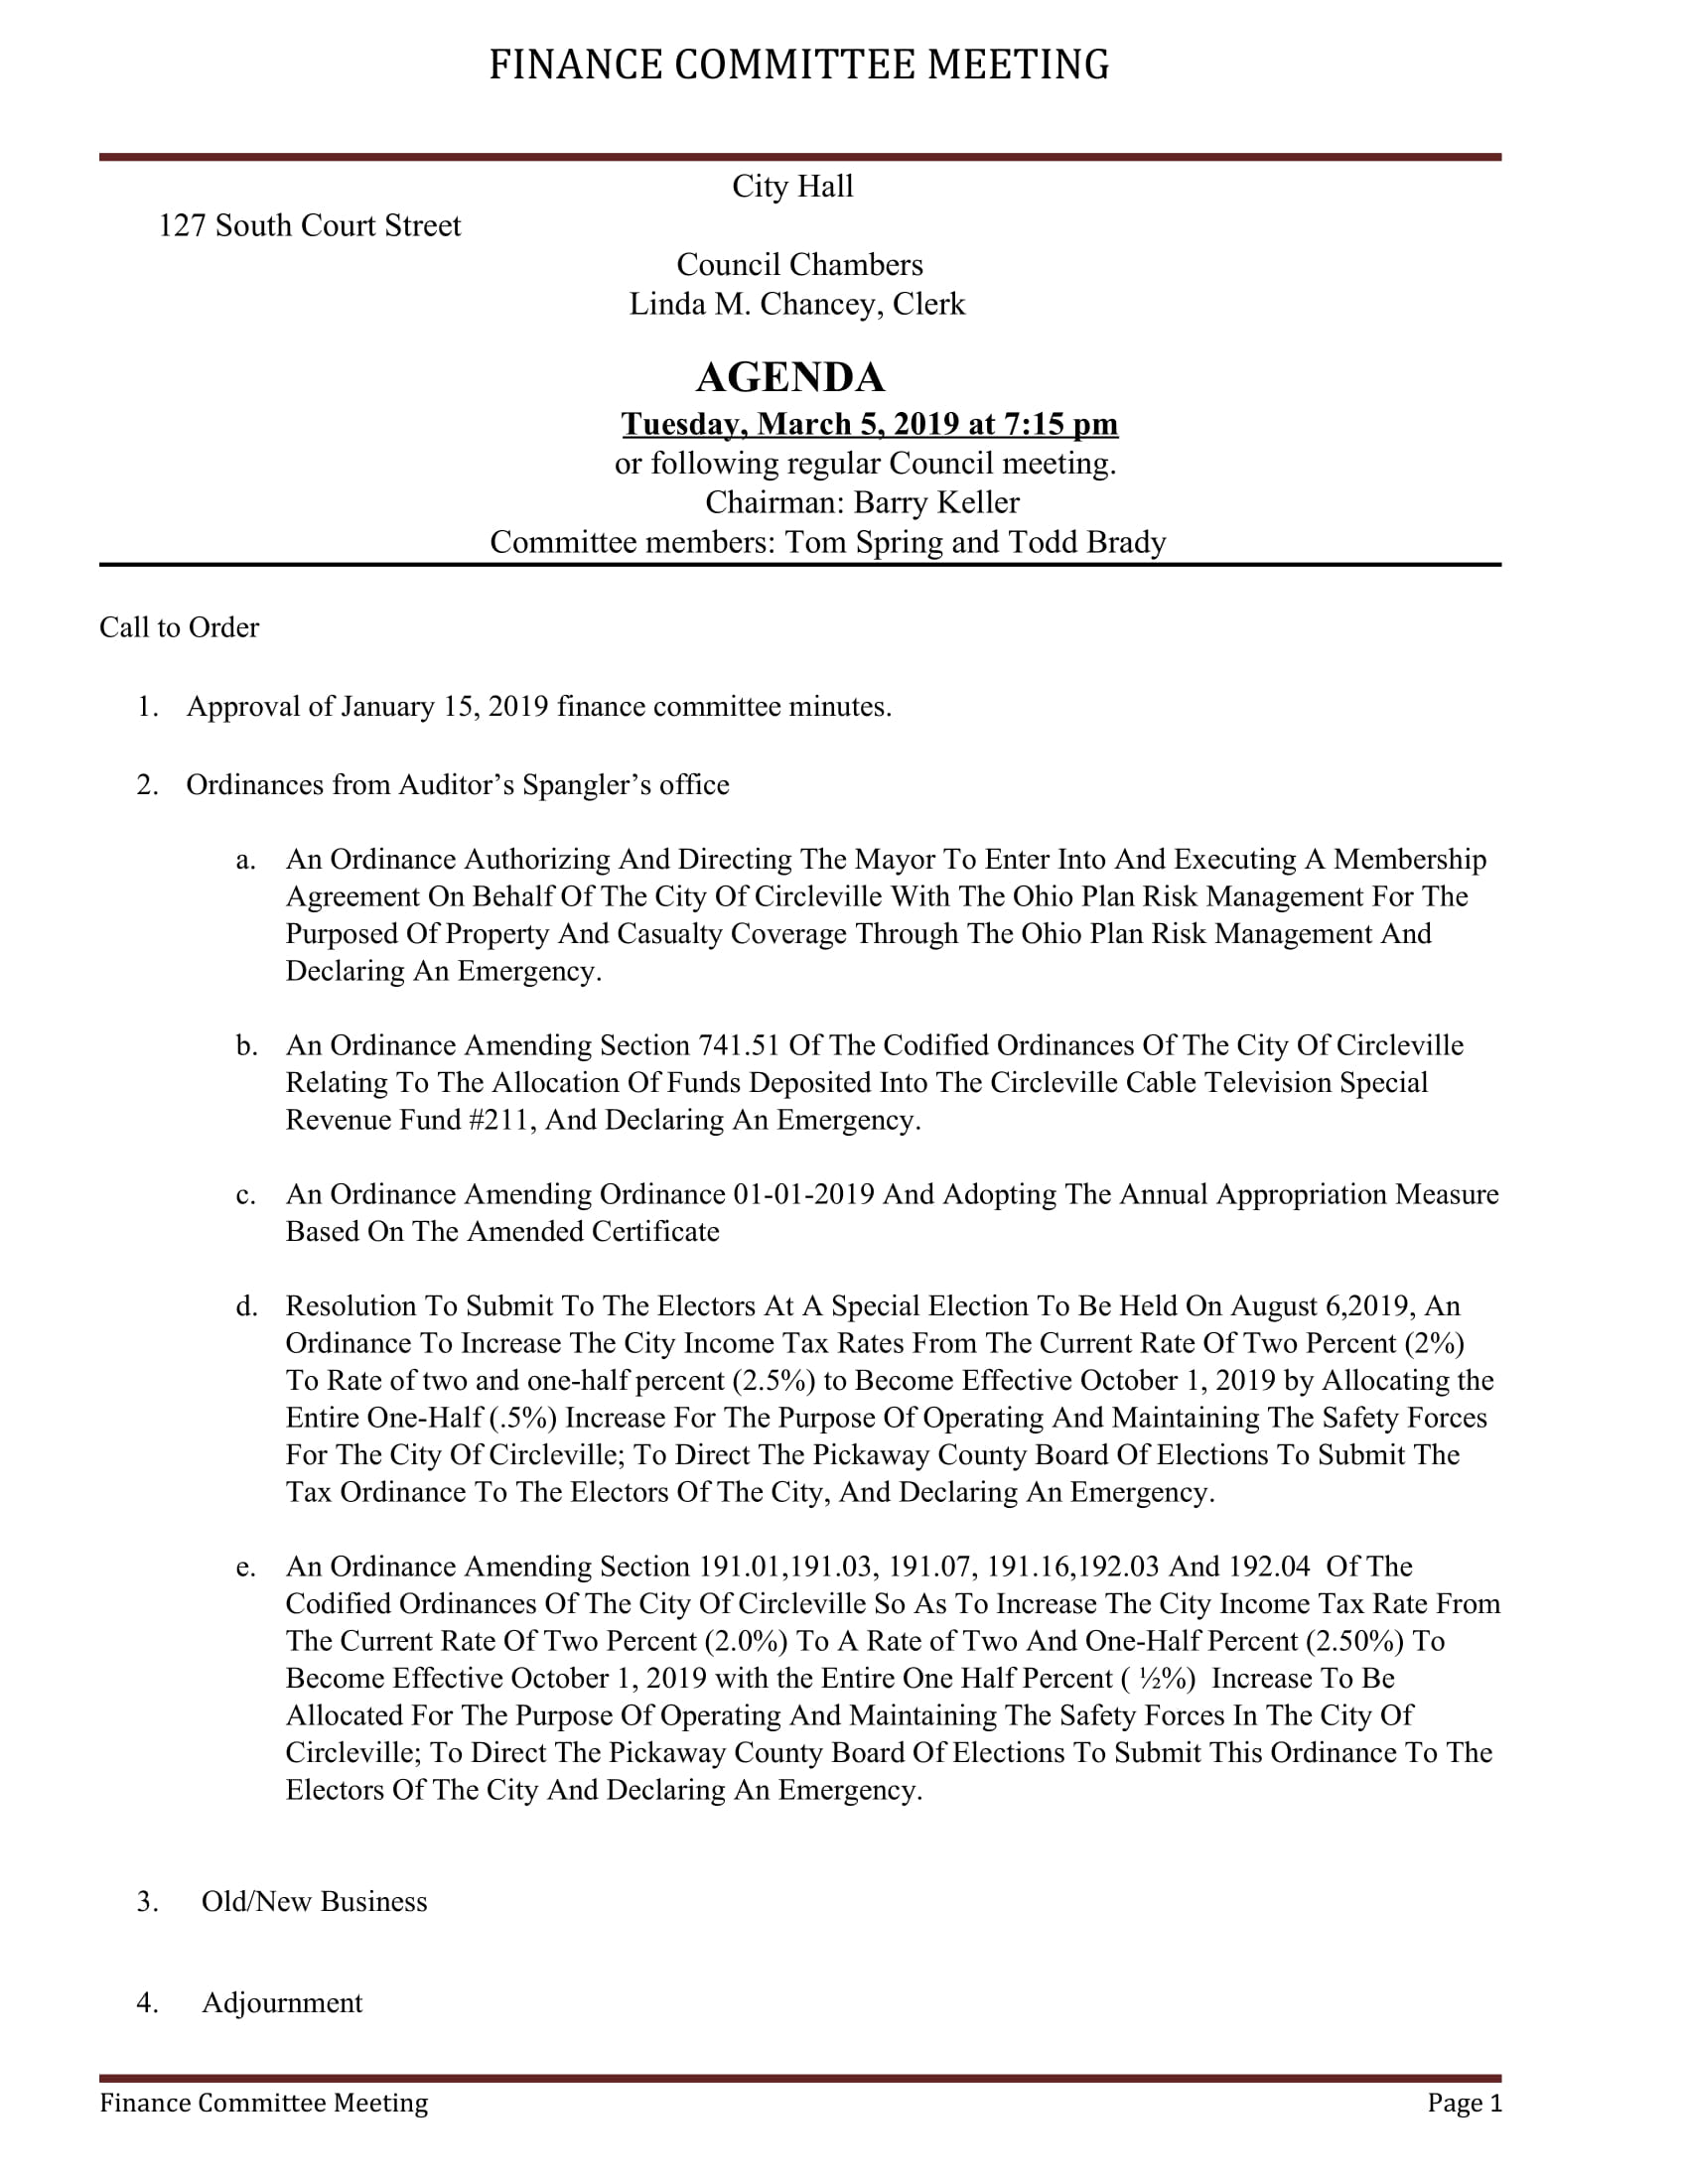 FINANCE COMMITTEE MEETING
City Hall
127 South Court Street
Council Chambers
Linda M. Chancey, Clerk
AGENDA
Tuesday, March 5, 2019 at 7:15 pm
or following regular Council meeting.
Chairman: Barry Keller
Committee members: Tom Spring and Todd Brady
Call to Order
1. Approval of January 15, 2019 finance committee minutes.
2. Ordinances from Auditor’s Spangler’s office
a. An Ordinance Authorizing And Directing The Mayor To Enter Into And Executing A Membership
Agreement On Behalf Of The City Of Circleville With The Ohio Plan Risk Management For The
Purposed Of Property And Casualty Coverage Through The Ohio Plan Risk Management And
Declaring An Emergency.
b. An Ordinance Amending Section 741.51 Of The Codified Ordinances Of The City Of Circleville
Relating To The Allocation Of Funds Deposited Into The Circleville Cable Television Special
Revenue Fund #211, And Declaring An Emergency.
c. An Ordinance Amending Ordinance 01-01-2019 And Adopting The Annual Appropriation Measure
Based On The Amended Certificate
d. Resolution To Submit To The Electors At A Special Election To Be Held On August 6,2019, An
Ordinance To Increase The City Income Tax Rates From The Current Rate Of Two Percent (2%)
To Rate of two and one-half percent (2.5%) to Become Effective October 1, 2019 by Allocating the
Entire One-Half (.5%) Increase For The Purpose Of Operating And Maintaining The Safety Forces
For The City Of Circleville; To Direct The Pickaway County Board Of Elections To Submit The
Tax Ordinance To The Electors Of The City, And Declaring An Emergency.
e. An Ordinance Amending Section 191.01,191.03, 191.07, 191.16,192.03 And 192.04  Of The
Codified Ordinances Of The City Of Circleville So As To Increase The City Income Tax Rate From
The Current Rate Of Two Percent (2.0%) To A Rate of Two And One-Half Percent (2.50%) To
Become Effective October 1, 2019 with the Entire One Half Percent ( ½%)  Increase To Be
Allocated For The Purpose Of Operating And Maintaining The Safety Forces In The City Of
Circleville; To Direct The Pickaway County Board Of Elections To Submit This Ordinance To The
Electors Of The City And Declaring An Emergency.
3. Old/New Business
4. Adjournment
Finance Committee Meeting Page 1